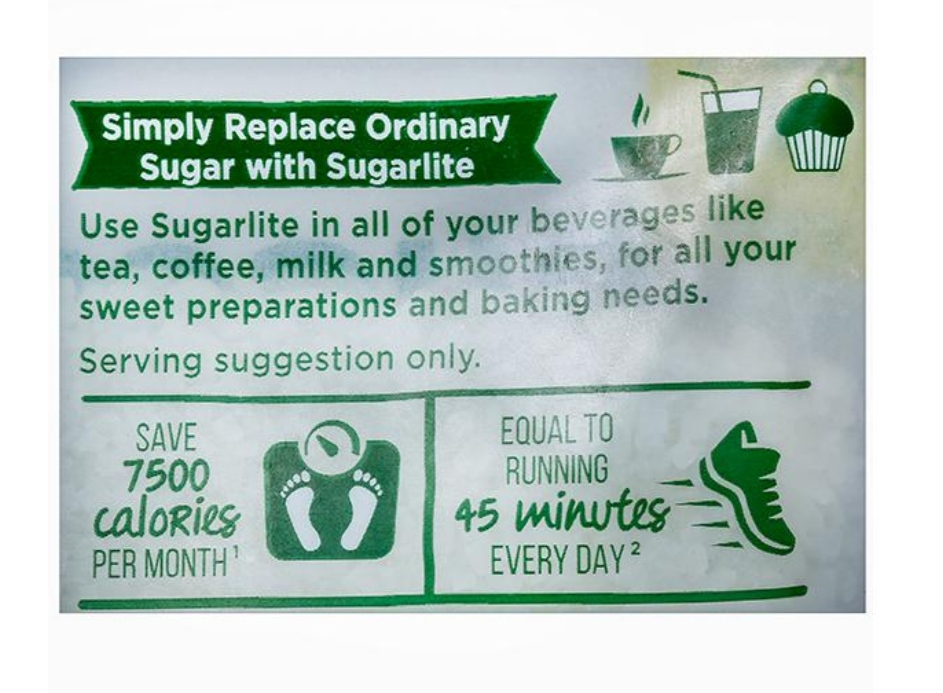 Simply Replace Ordinary
Sugar with Sugarlite
Use Sugarlite in all of your beverages like
tea, coffee, milk and smoothies, for all your
sweet preparations and baking needs.
Serving suggestion only.
SAVE
7500
calories
PER MONTH¹
EQUAL TO
RUNNING
45 minutes
EVERY DAY²